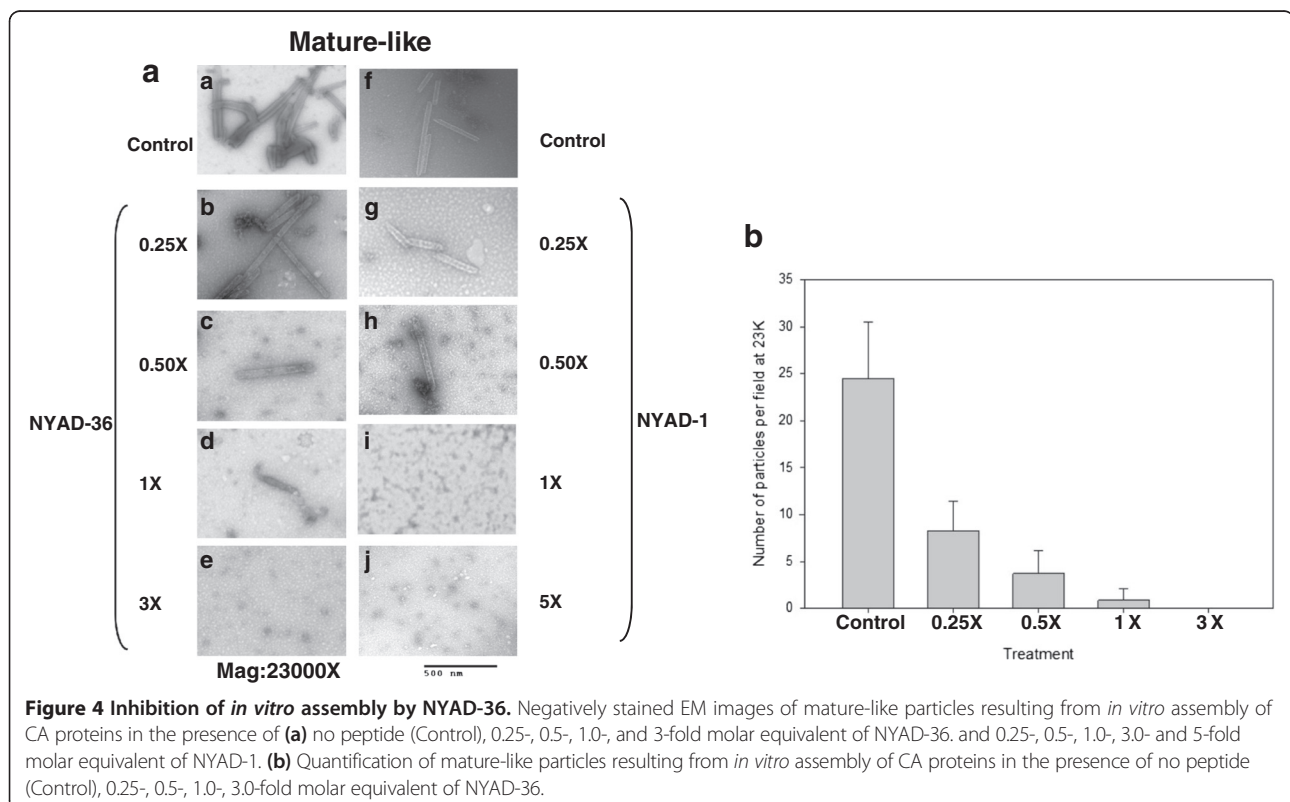 Mature-like
a
a
f
Control
Control
b
g
0.25X
0.25X
c
h
0.50X
0.50X
NYAD-36
NYAD-1
d
i
1X
1X
e
j
3X
5X
Mag:23000X
500 nm
b
Number of particles per field at 23K
35
30
25
20
15
10
5
0
Control 0.25X 0.5X 1X 3X
Treatment
Figure 4 Inhibition of in vitro assembly by NYAD-36. Negatively stained EM images of mature-like particles resulting from in vitro assembly of
CA proteins in the presence of (a) no peptide (Control), 0.25-, 0.5-, 1.0-, and 3-fold molar equivalent of NYAD-36. and 0.25-, 0.5-, 1.0-, 3.0- and 5-fold
molar equivalent of NYAD-1. (b) Quantification of mature-like particles resulting from in vitro assembly of CA proteins in the presence of no peptide
(Control), 0.25-, 0.5-, 1.0-, 3.0-fold molar equivalent of NYAD-36.